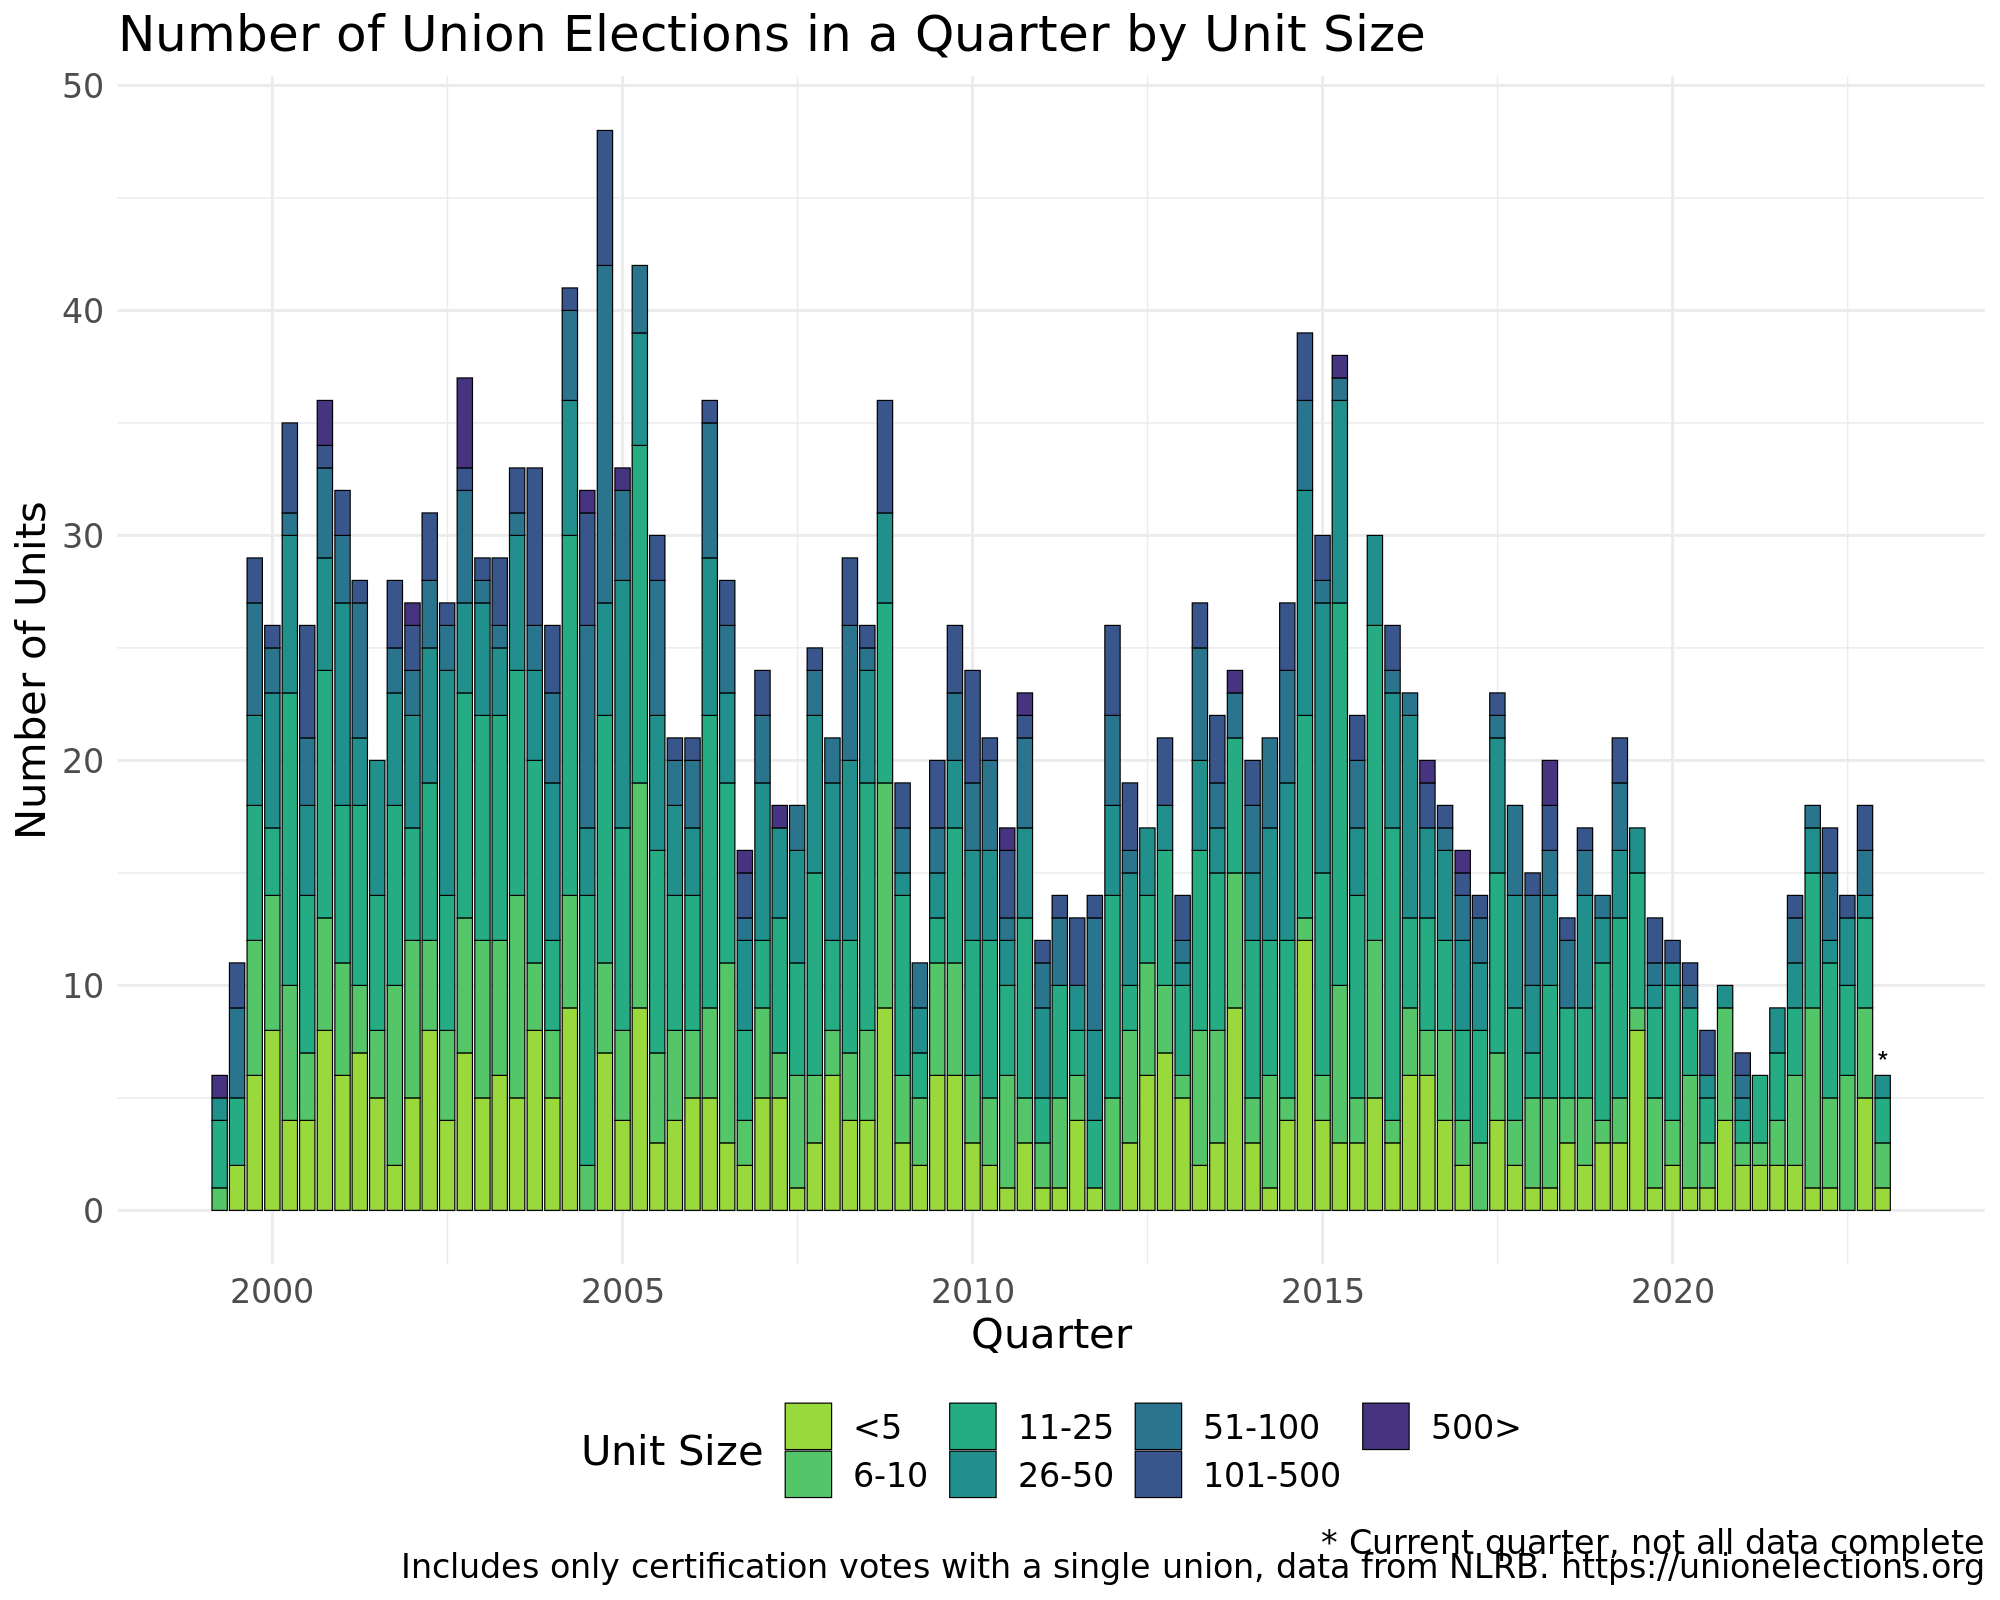 Number of Union Elections in a Quarter by Unit Size
50
40
30
20
10
0
Number of Units
*
2000 2005 2010 2015 2020
Quarter
Unit Size
<5 11-25 51-100 500>
6-10 26-50 101-500
* Current quarter, not all data complete
Includes only certification votes with a single union, data from NLRB. https://unionelections.org